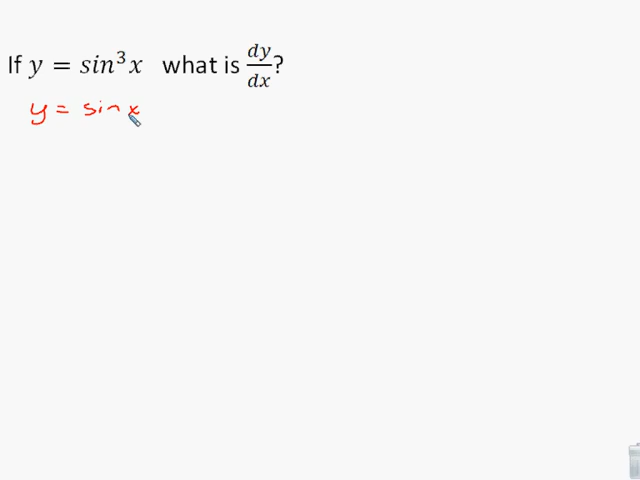 If y = sin³x what is dy/dx?
y = sin x